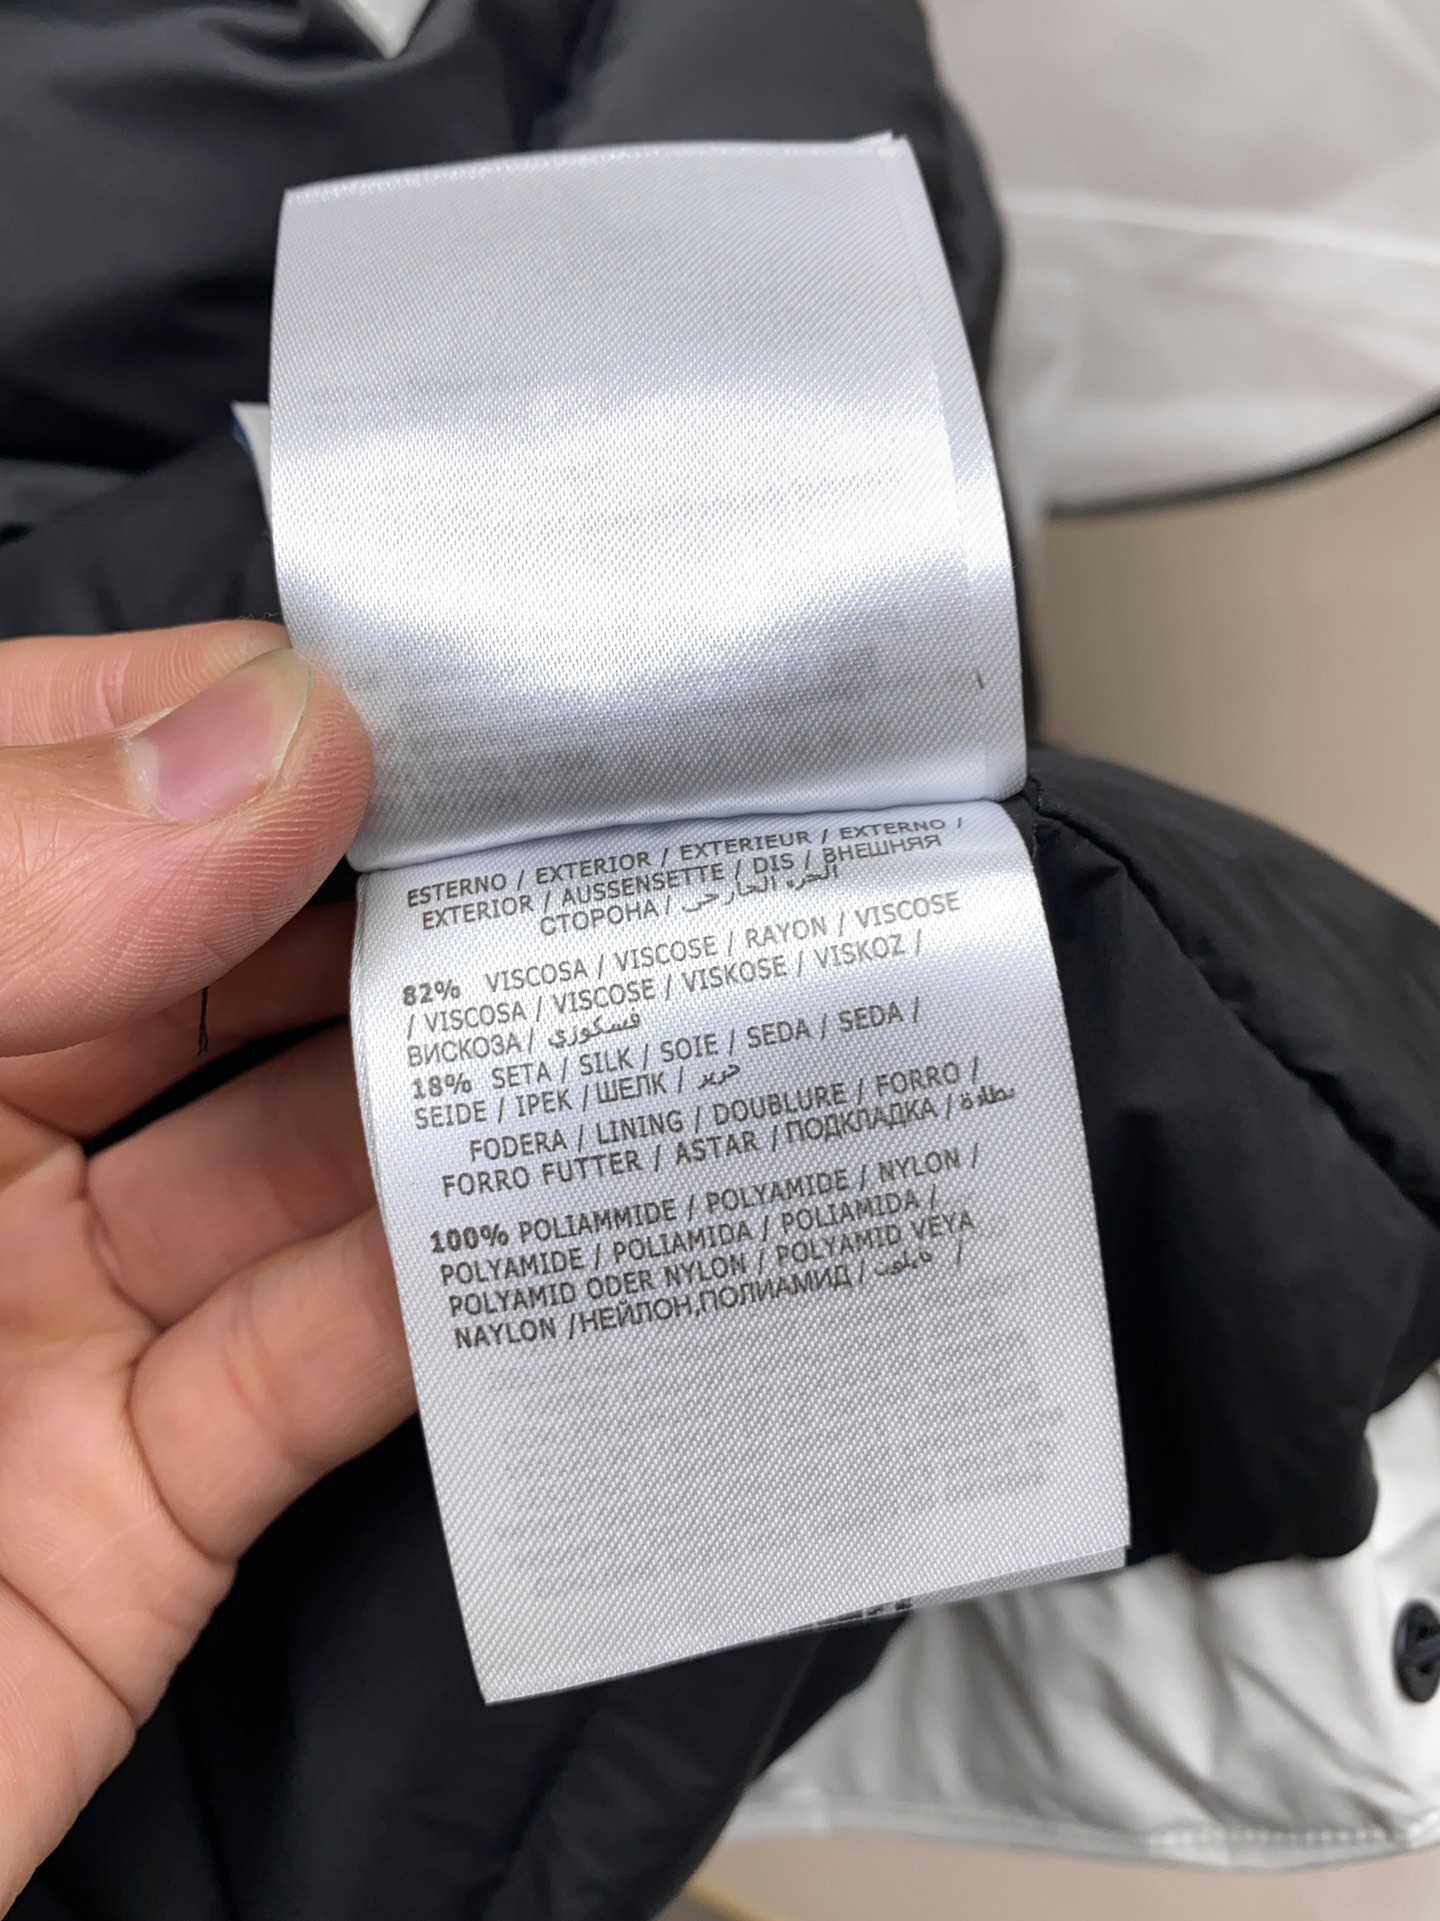 ESTERNO / EXTERIOR / EXTERIEUR / EXTERNO /
EXTERIOR / AUSSENSETTE / DIS / ВНЕШНЯЯ
СТОРОНА / الجزء الخارجي
82% VISCOSA / VISCOSE / RAYON / VISCOSE
/ VISCOSA / VISCOSE / VISKOSE / VISKOZ /
ВИСКОЗА / فسكوزي
18% SETA / SILK / SOIE / SEDA / SEDA /
SEIDE / IPEK / ШЕЛК / حرير
FODERA / LINING / DOUBLURE / FORRO /
FORRO FUTTER / ASTAR / ПОДКЛАДКА / بطانة
100% POLIAMMIDE / POLYAMIDE / NYLON /
POLYAMIDE / POLIAMIDA / POLIAMIDA /
POLYAMID ODER NYLON / POLYAMID VEYA
NAYLON /НЕЙЛОН,ПОЛИАМИД / /